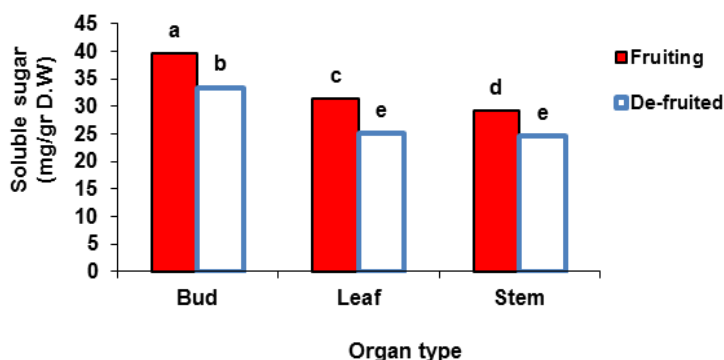 Soluble sugar
(mg/gr D.W)
45
40
35
30
25
20
15
10
5
0
a
b
c
e
d
e
Bud
Leaf
Stem
Organ type
Fruiting
De-fruited